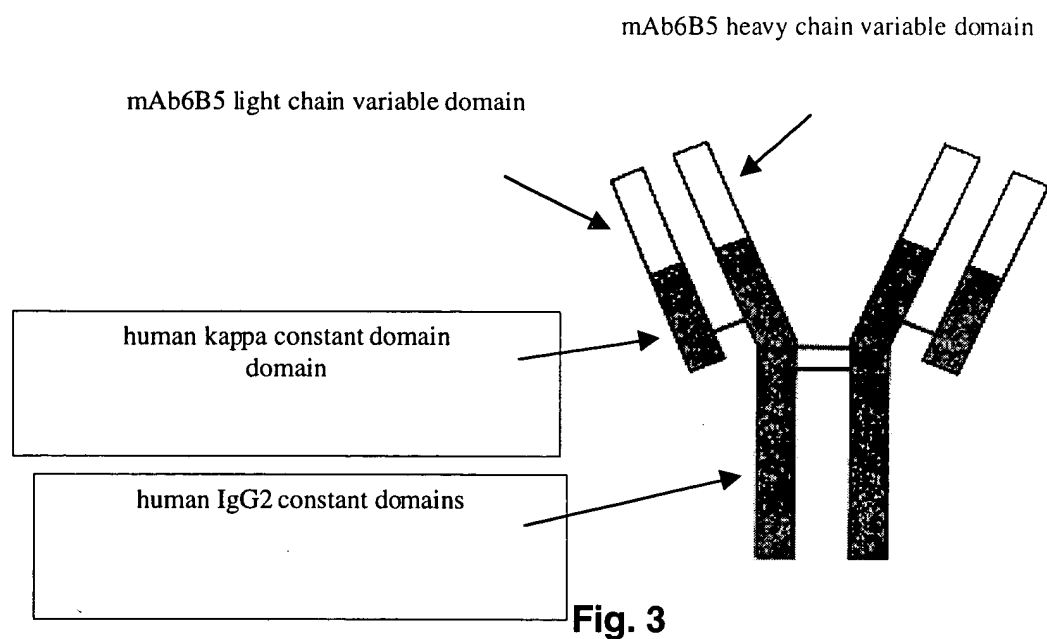 mAb6B5 heavy chain variable domain
mAb6B5 light chain variable domain
human kappa constant domain
domain
human IgG2 constant domains
Fig. 3